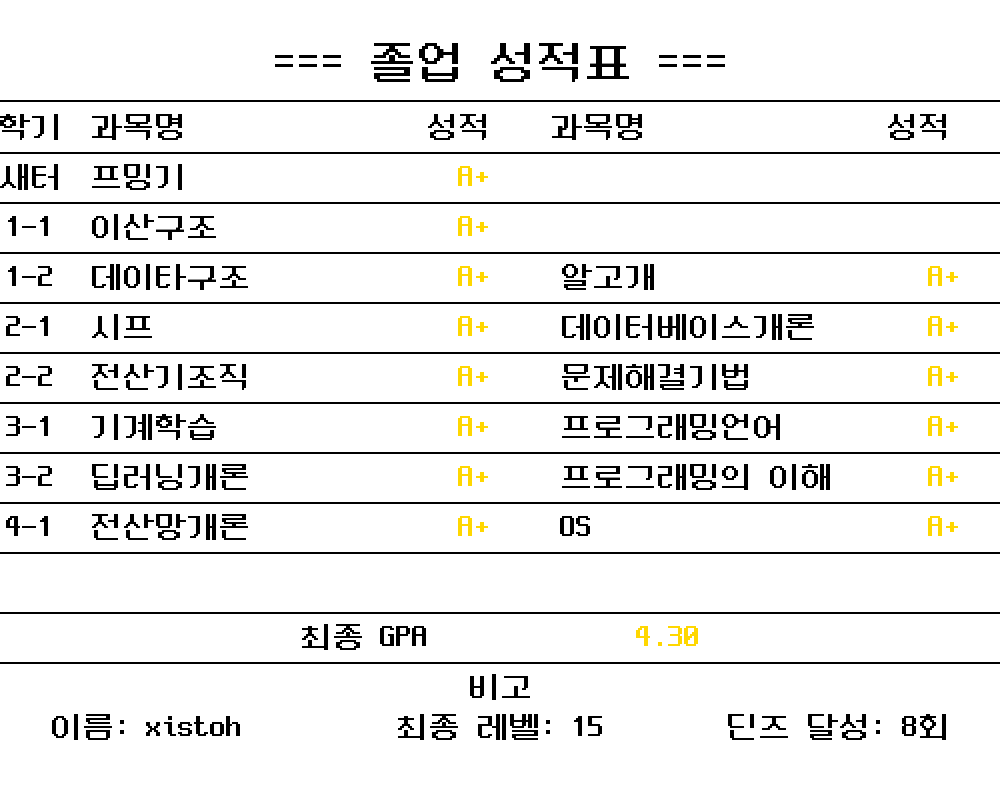 === 졸업 성적표 ===
학기 과목명 성적 과목명 성적
새터 프밍기 A+
1-1 이산구조 A+
1-2 데이타구조 A+ 알고개 A+
2-1 시프 A+ 데이터베이스개론 A+
2-2 전산기조직 A+ 문제해결기법 A+
3-1 기계학습 A+ 프로그래밍언어 A+
3-2 딥러닝개론 A+ 프로그래밍의 이해 A+
4-1 전산망개론 A+ OS A+
최종 GPA 4.30
비고
이름: xistoh 최종 레벨: 15 딘즈 달성: 8회